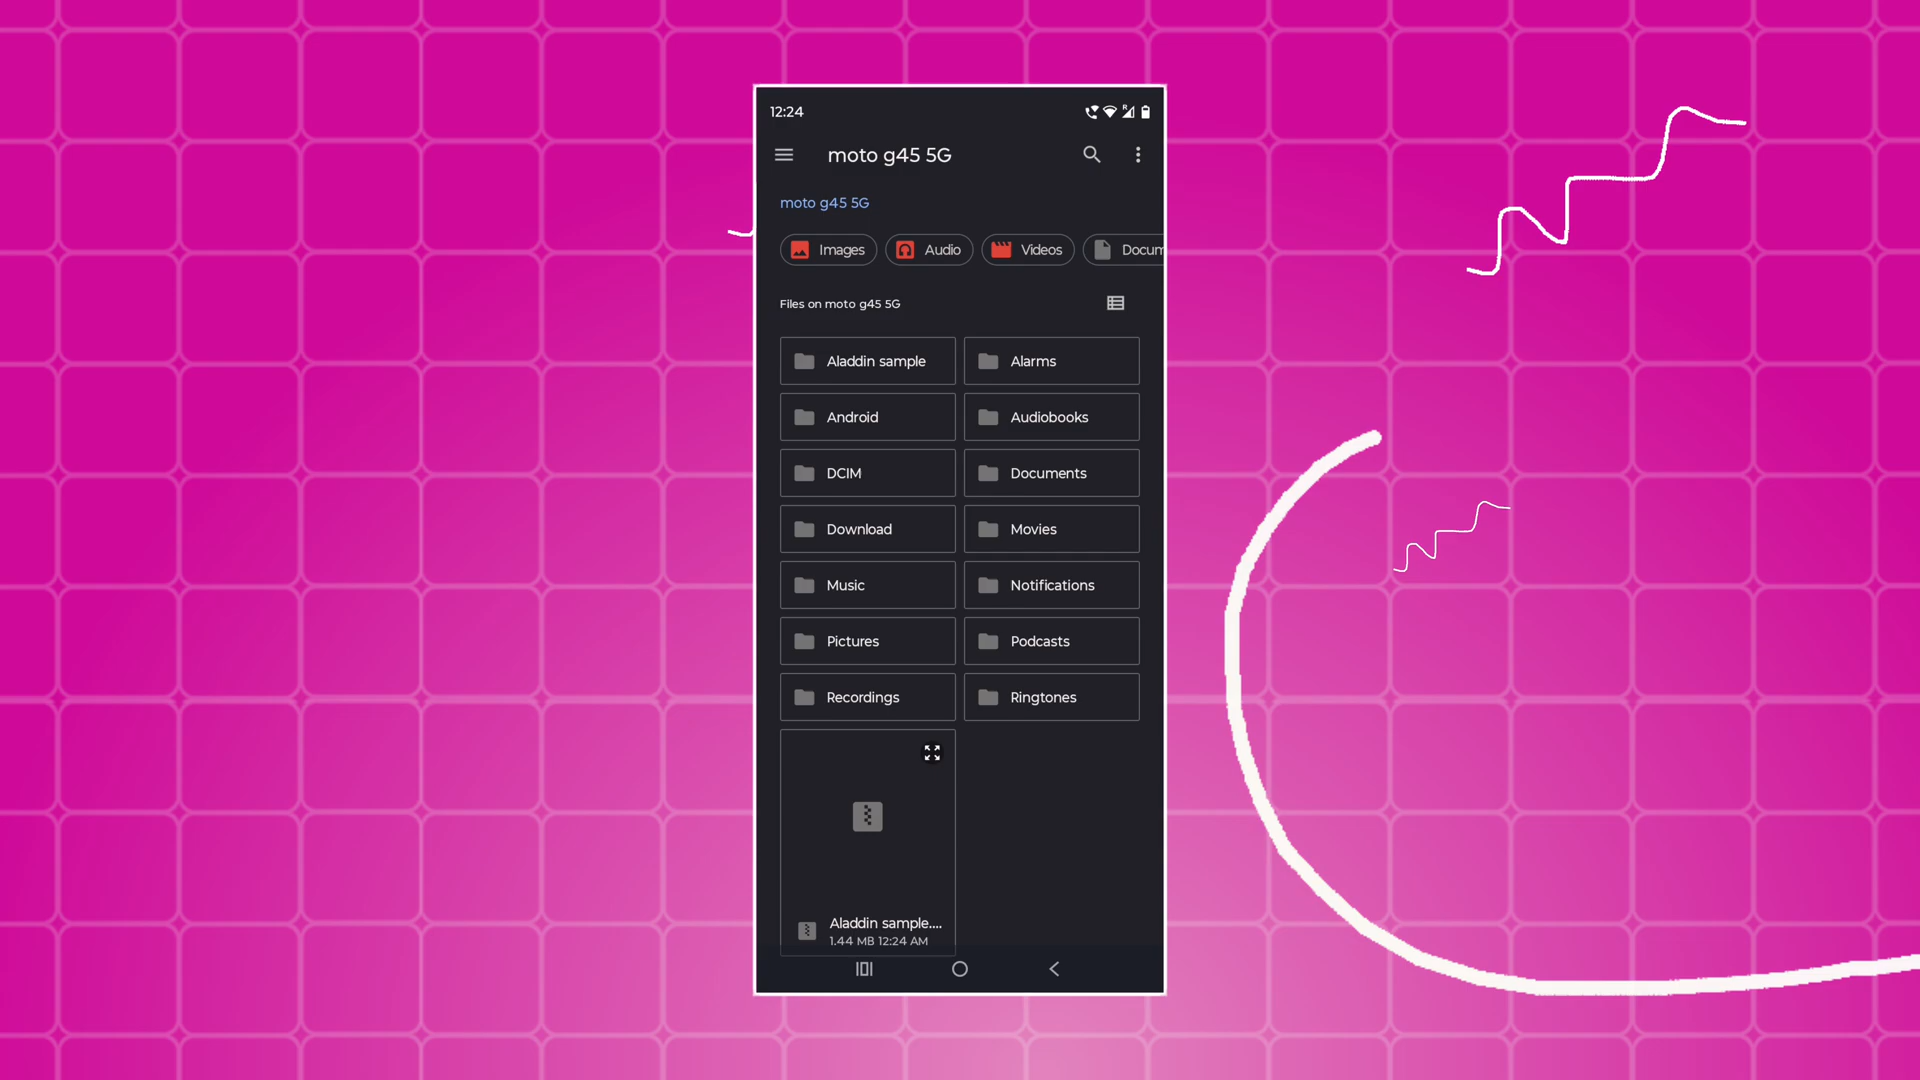 12:24
moto g45 5G
moto g45 5G
Images Audio Videos Docum
Files on moto g45 5G
Aladdin sample Alarms
Android Audiobooks
DCIM Documents
Download Movies
Music Notifications
Pictures Podcasts
Recordings Ringtones
Aladdin sample....
1.44 MB 12:24 AM